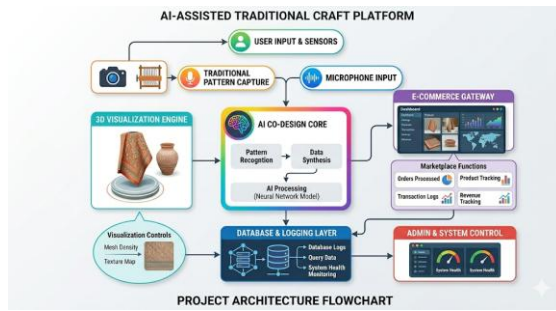 AI-ASSISTED TRADITIONAL CRAFT PLATFORM
USER INPUT & SENSORS
TRADITIONAL
PATTERN CAPTURE
MICROPHONE INPUT
E-COMMERCE GATEWAY
Dashboard
3D VISUALIZATION ENGINE
AI CO-DESIGN CORE
Pattern
Recogntion
Data
Synthesis
AI Processing
(Neural Network Model)
Marketplace Functions
Orders Processed
Product Tracking
Transaction Logs
Revenue
Tracking
Visualization Controls
Mesh Density
Texture Map
DATABASE & LOGGING LAYER
Database Logs
Query Data
System Health
Monitoring
ADMIN & SYSTEM CONTROL
System Health
System Health
PROJECT ARCHITECTURE FLOWCHART